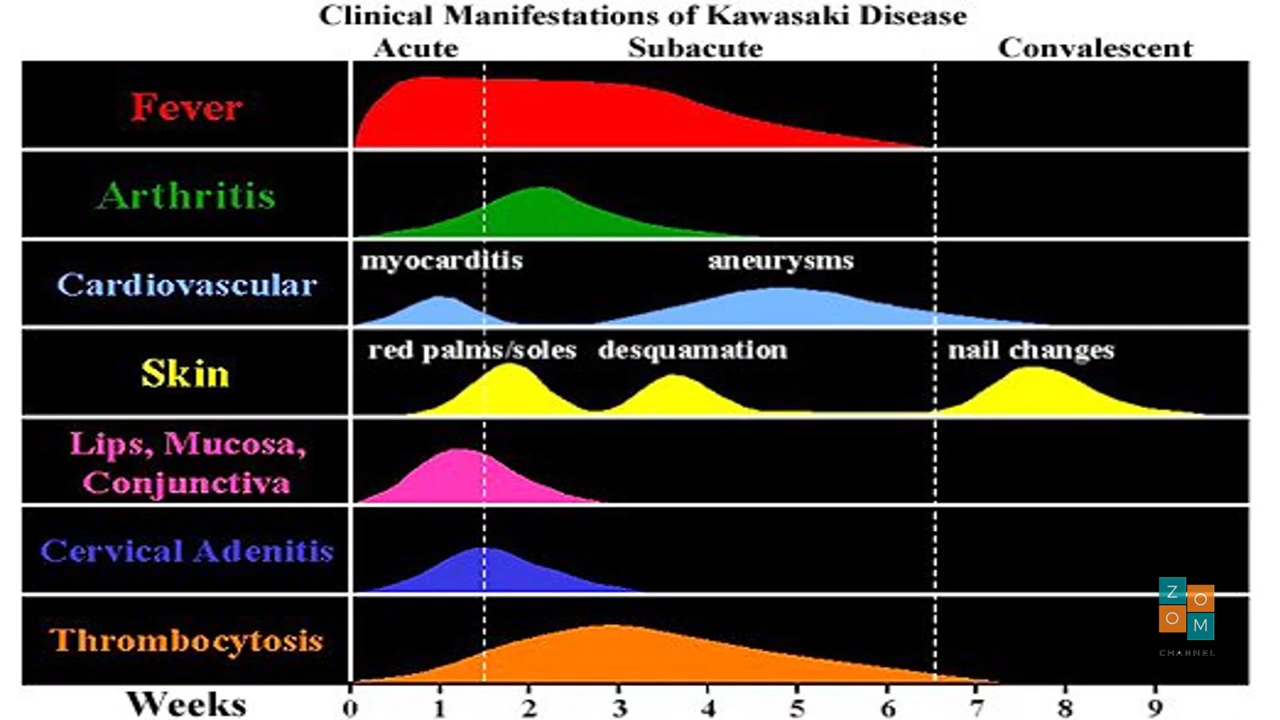 Clinical Manifestations of Kawasaki Disease
Acute Subacute Convalescent
Fever
Arthritis
Cardiovascular
myocarditis aneurysms
Skin
red palms/soles desquamation nail changes
Lips, Mucosa,
Conjunctiva
Cervical Adenitis
Thrombocytosis
Weeks 0 1 2 3 4 5 6 7 8 9
Z O
O M
CHANNEL